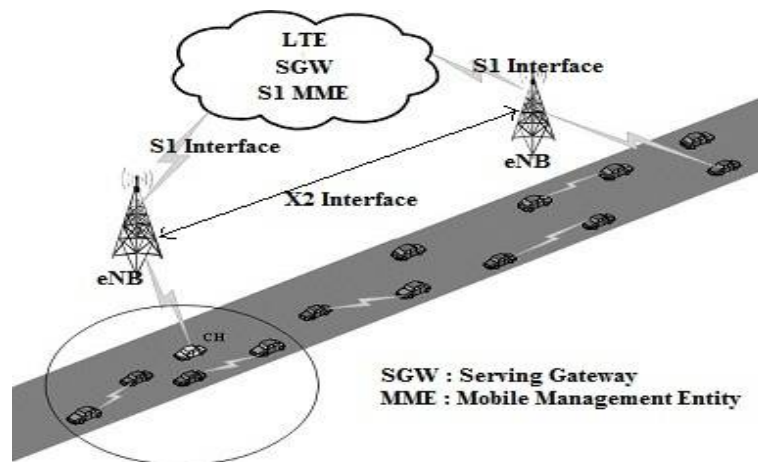 LTE
SGW
S1 MME
S1 Interface
S1 Interface
eNB
X2 Interface
eNB
CH
SGW : Serving Gateway
MME : Mobile Management Entity